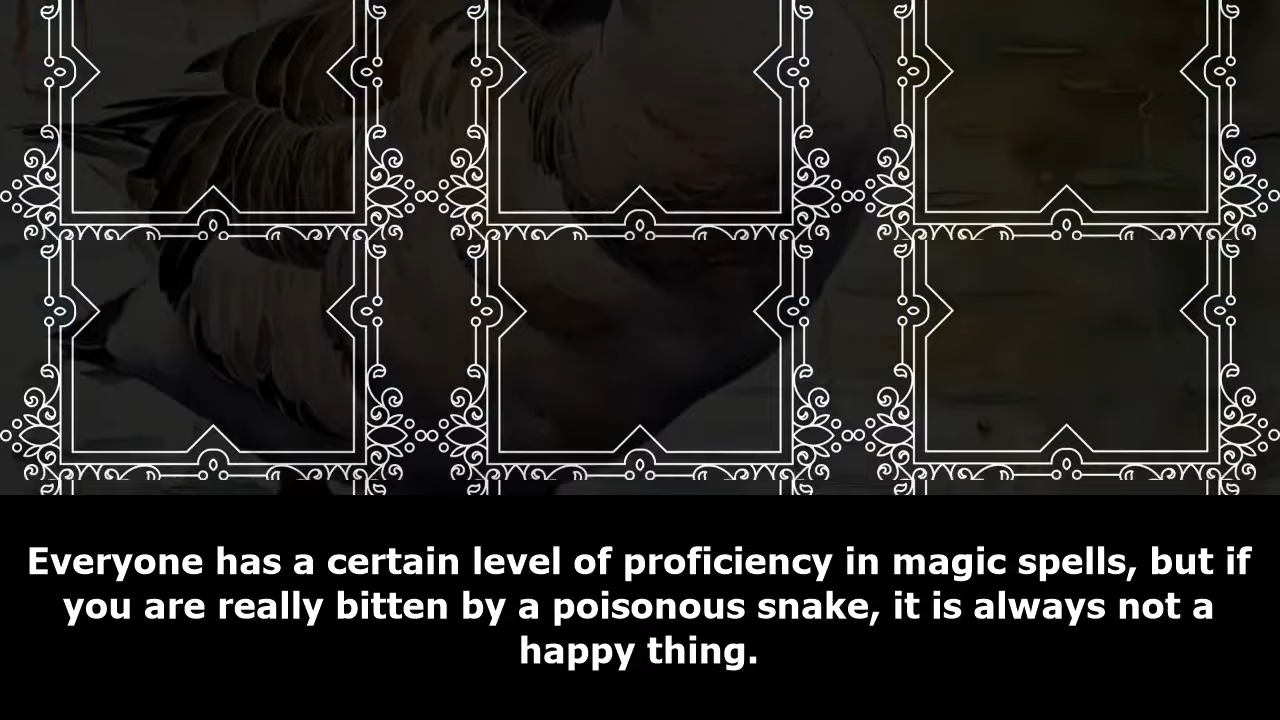 Everyone has a certain level of proficiency in magic spells, but if
you are really bitten by a poisonous snake, it is always not a
happy thing.